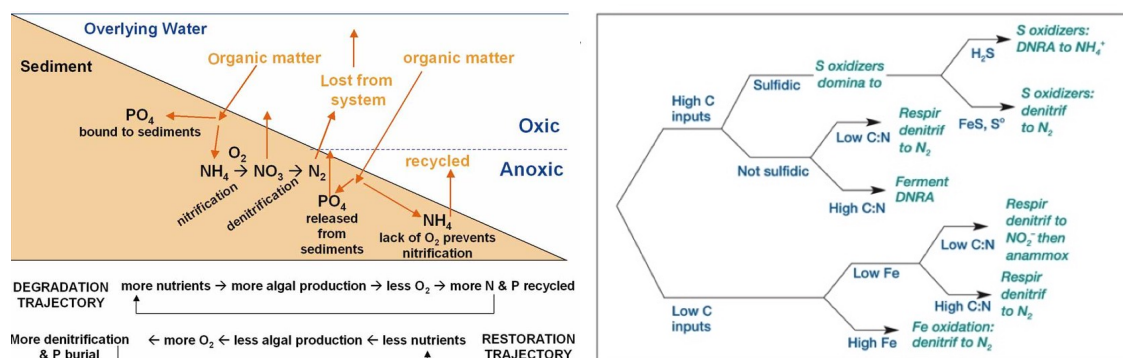 Overlying Water
Sediment
Organic matter
organic matter
Lost from
system
PO4
bound to sediments
Oxic
Anoxic
O2
NH4 → NO3 → N2
nitrification
denitrification
recycled
PO4
released
from
sediments
NH4
lack of O2 prevents
nitrification
DEGRADATION
TRAJECTORY
more nutrients → more algal production → less O2 → more N & P recycled
More denitrification
& P burial
← more O2 ← less algal production ← less nutrients
RESTORATION
TRAJECTORY
High C
inputs
Sulfidic
S oxidizers
domina to
H2S
S oxidizers:
DNRA to NH4+
FeS, S°
S oxidizers:
denitrif
to N2
Not sulfidic
Low C:N
Respir
denitrif
to N2
High C:N
Ferment
DNRA
Low C
inputs
Low Fe
Low C:N
Respir
denitrif to
NO2− then
anammox
High C:N
Respir
denitrif
to N2
High Fe
Fe oxidation:
denitrif to N2